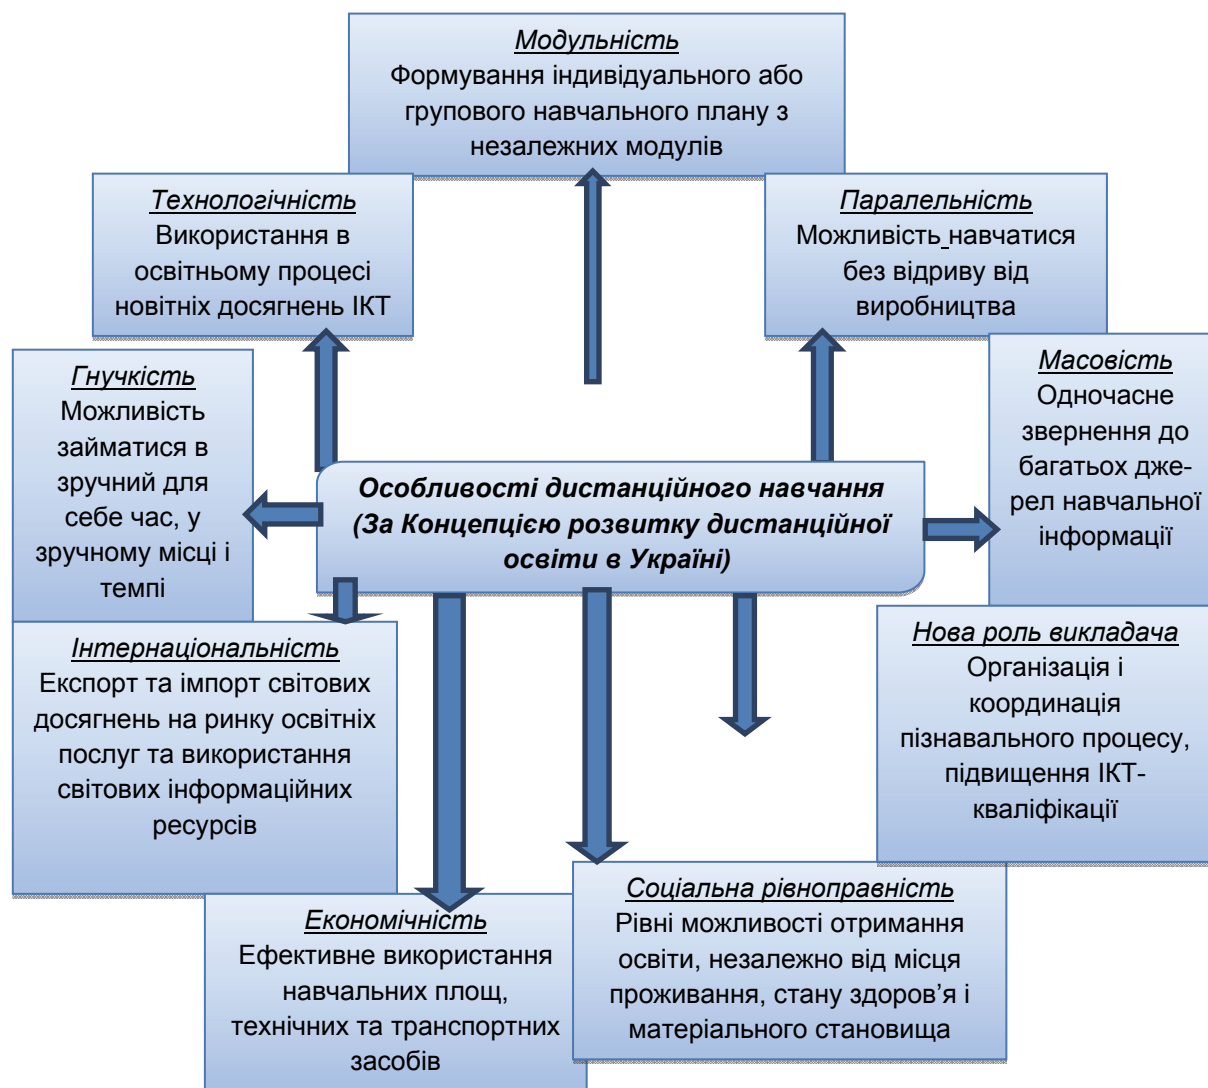 Модульність
Формування індивідуального або
групового навчального плану з
незалежних модулів
Технологічність
Використання в
освітньому процесі
новітніх досягнень ІКТ
Паралельність
Можливість навчатися
без відриву від
виробництва
Гнучкість
Можливість
займатися в
зручний для
себе час, у
зручному місці і
темпі
Масовість
Одночасне
звернення до
багатьох дже-
рел навчальної
інформації
Особливості дистанційного навчання
(За Концепцією розвитку дистанційної
освіти в Україні)
Інтернаціональність
Експорт та імпорт світових
досягнень на ринку освітніх
послуг та використання
світових інформаційних
ресурсів
Нова роль викладача
Організація і
координація
пізнавального процесу,
підвищення ІКТ-
кваліфікації
Економічність
Ефективне використання
навчальних площ,
технічних та транспортних
засобів
Соціальна рівноправність
Рівні можливості отримання
освіти, незалежно від місця
проживання, стану здоров’я і
матеріального становища